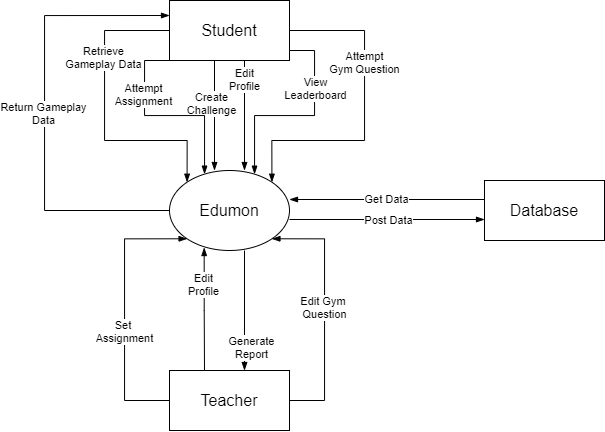 Student
Retrieve
Gameplay Data
Attempt
Gym Question
Edit
Profile
View
Leaderboard
Attempt
Assignment
Create
Challenge
Return Gameplay
Data
Edumon
Get Data
Post Data
Database
Edit
Profile
Edit Gym
Question
Set
Assignment
Generate
Report
Teacher